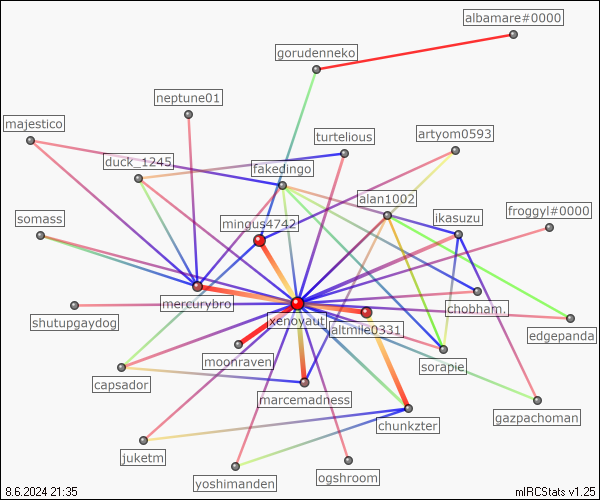 albamare#0000
gorudenneko
neptune01
majestico
artyom0593
turtelious
duck_1245
fakedingo
alan1002
froggyl#0000
ikasuzu
somass
mingus4742
mercurybro
chobham.
xenoyaut
shutupgaydog
altmile0331
edgepanda
moonraven
sorapie
capsador
marcemadness
gazpachoman
chunkzter
juketm
ogshroom
yoshimanden
8.6.2024 21:35
mIRCStats v1.25